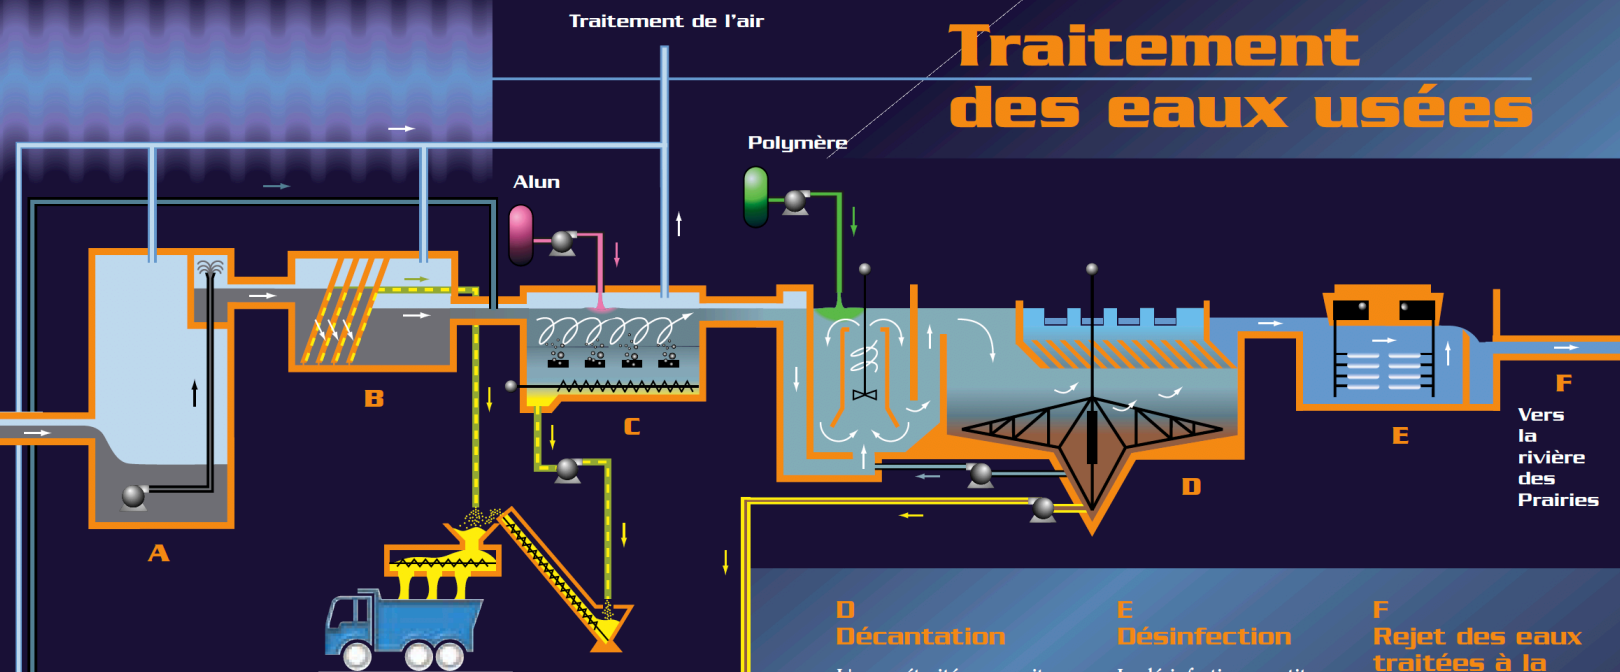 Traitement de l'air
Traitement
des eaux usées
Polymère
Alun
A
B
C
D
E
F
Vers
la
rivière
des
Prairies
D
Décantation
E
Désinfection
F
Rejet des eaux
traitées à la